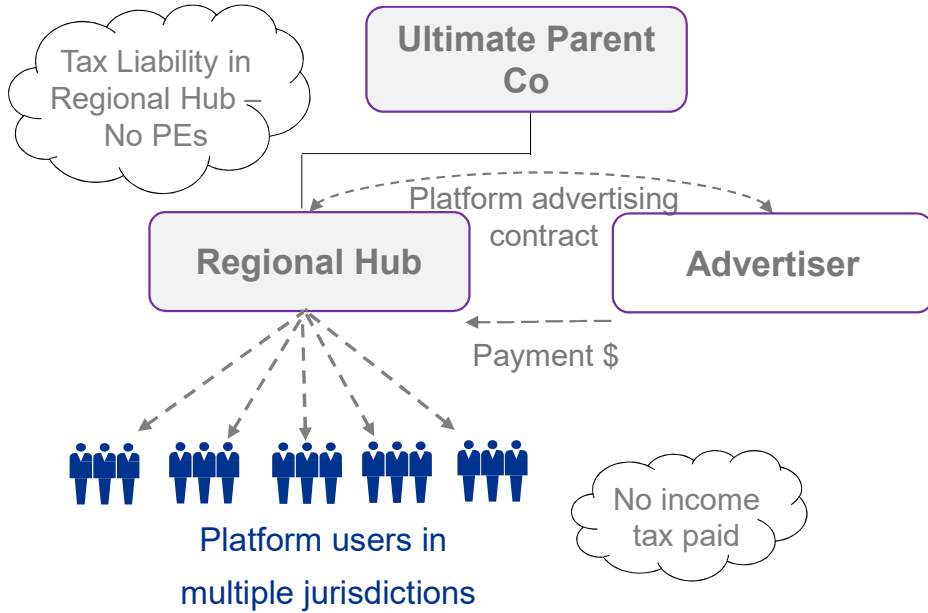 Ultimate Parent
Co
Tax Liability in
Regional Hub –
No PEs
Platform advertising
contract
Regional Hub
Advertiser
Payment $
Platform users in
multiple jurisdictions
No income
tax paid